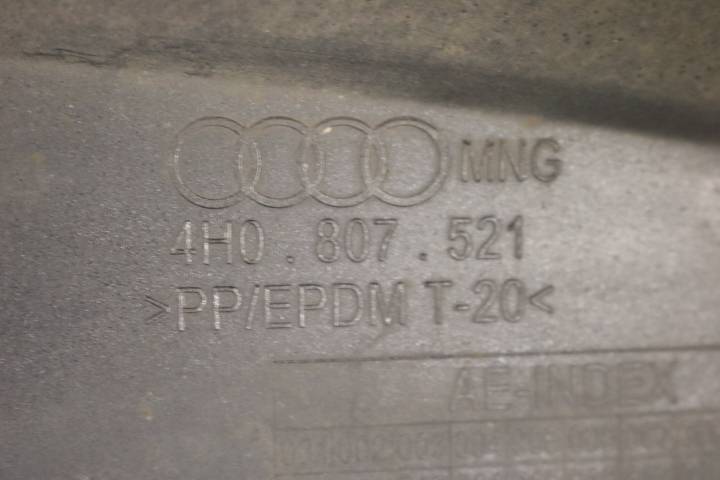 MNG
4H0.807.521
>PP/EPDM T-20<
AE-INDEX